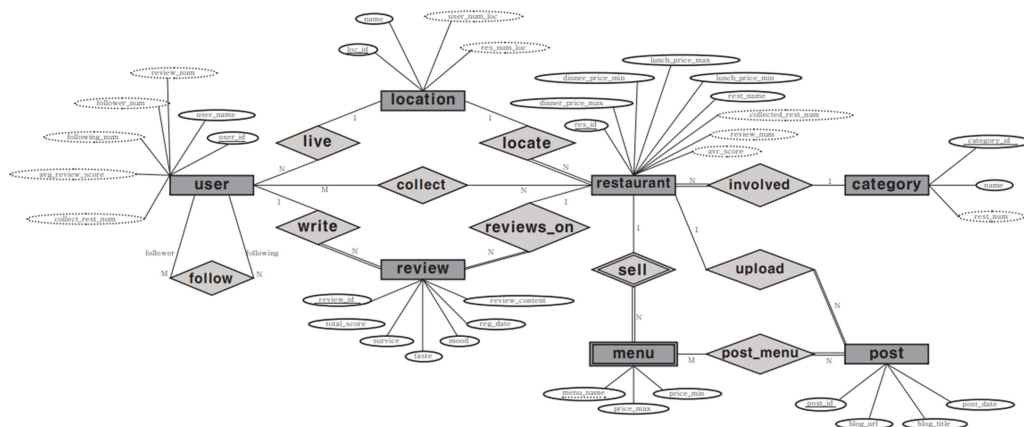 name
user_num_loc
loc_id
res_num_loc
review_num
follower_num
user_name
following_num
user_id
avg_review_score
collect_rest_num
location
lunch_price_max
dinner_price_min
lunch_price_min
rest_name
dinner_price_max
collected_rest_num
res_id
review_num
avr_score
category_id
name
rest_num
1
1
live
locate
N
N
user
M
collect
N
restaurant
N
involved
1
category
1
1
write
reviews_on
N
N
follower
following
M
follow
N
review
1
1
sell
upload
N
N
review_id
review_content
total_score
reg_date
survice
mood
taste
menu
M
post_menu
N
post
menu_name
price_min
price_max
post_id
post_date
blog_url
blog_title